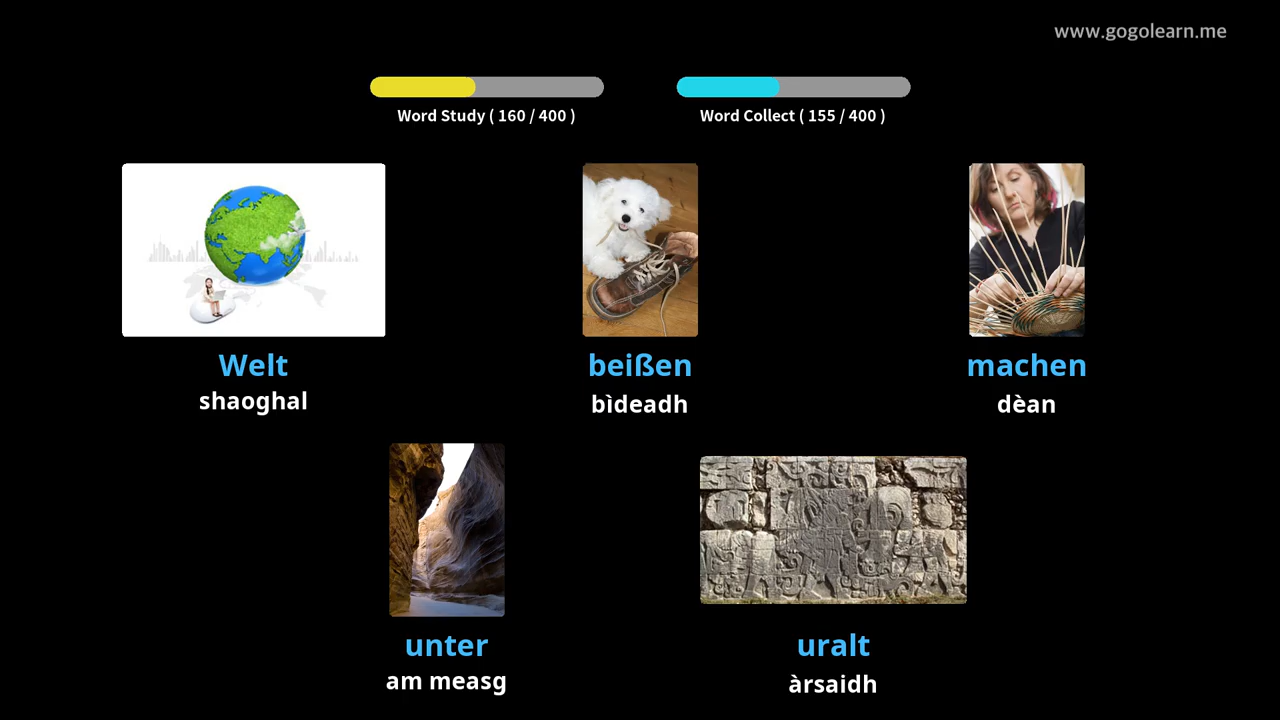 www.gogolearn.me
Word Study ( 160 / 400 )
Word Collect ( 155 / 400 )
Welt
shaoghal
beißen
bìdeadh
machen
dèan
unter
am measg
uralt
àrsaidh